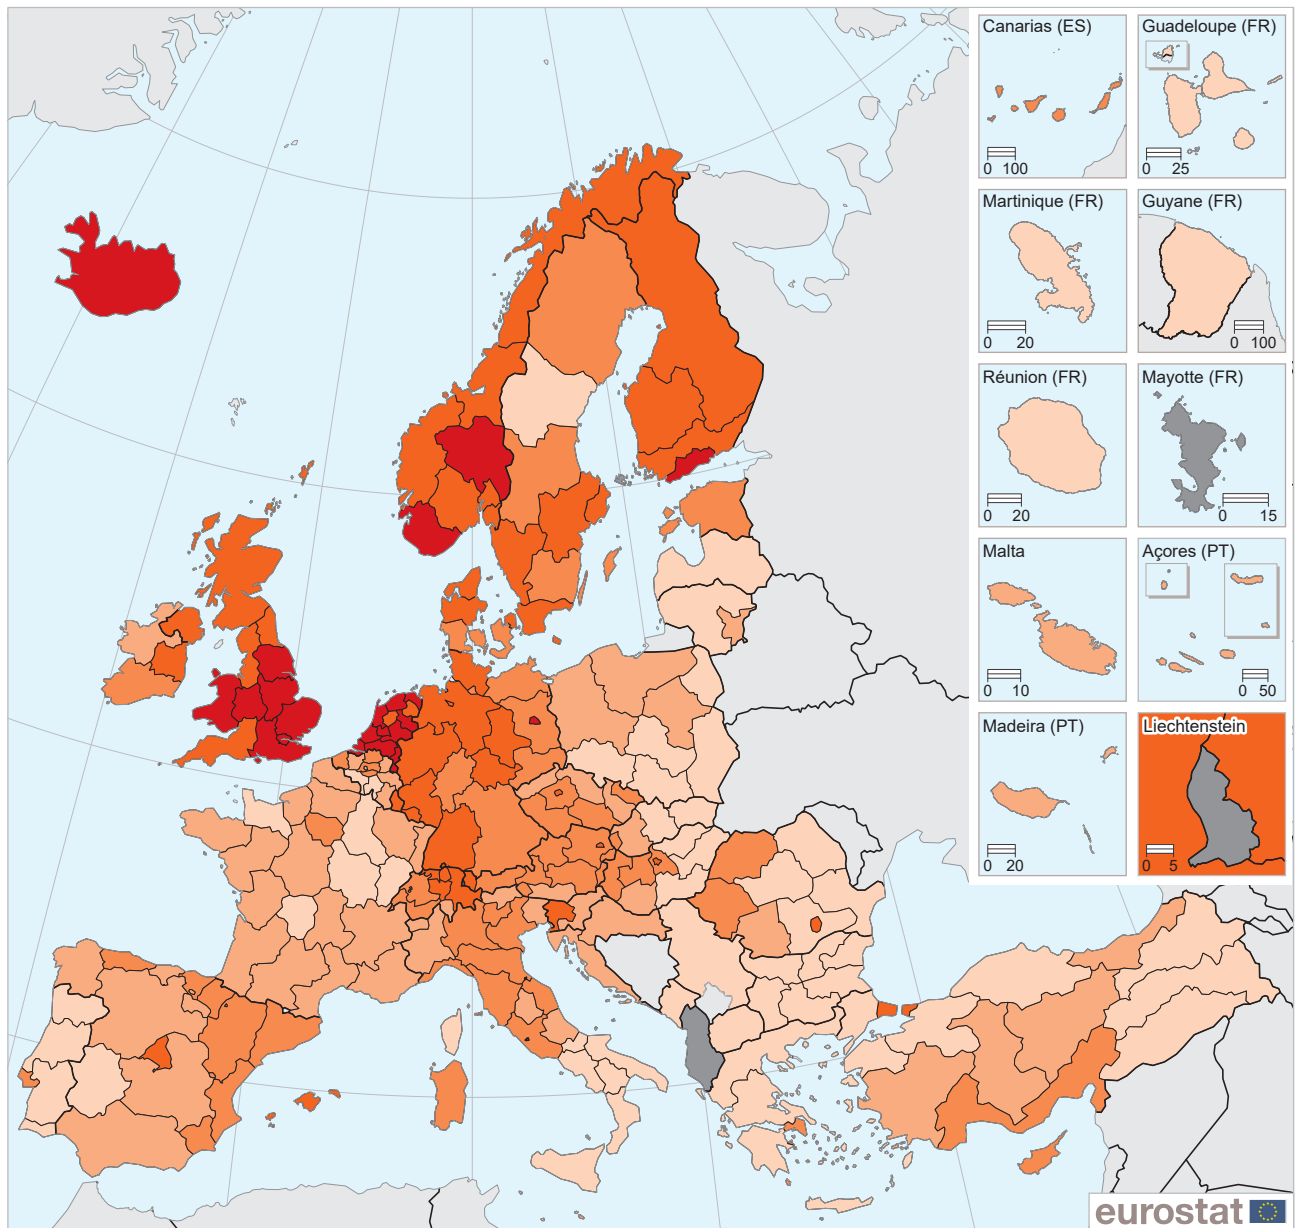 Canarias (ES)
0 100
Guadeloupe (FR)
0 25
Martinique (FR)
0 20
Guyane (FR)
0 100
Réunion (FR)
0 20
Mayotte (FR)
0 15
Malta
0 10
Açores (PT)
0 50
Madeira (PT)
0 20
Liechtenstein
0 5
eurostat